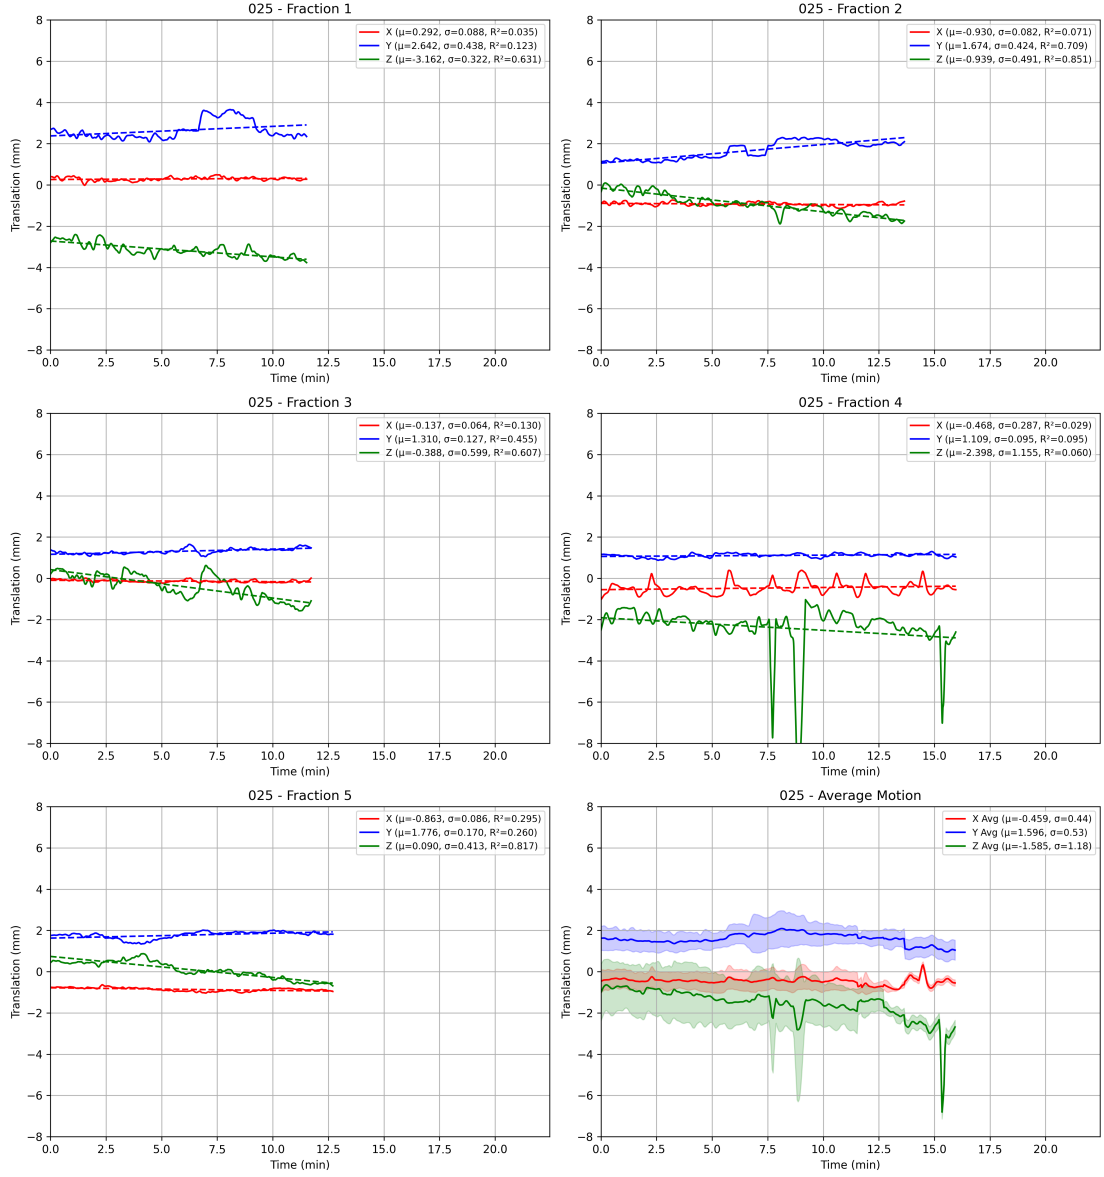 025 - Fraction 1
X (μ=0.292, σ=0.088, R²=0.035)
Y (μ=2.642, σ=0.438, R²=0.123)
Z (μ=-3.162, σ=0.322, R²=0.631)
Translation (mm)
8
6
4
2
0
−2
−4
−6
−8
0.0 2.5 5.0 7.5 10.0 12.5 15.0 17.5 20.0
Time (min)
025 - Fraction 2
X (μ=-0.930, σ=0.082, R²=0.071)
Y (μ=1.674, σ=0.424, R²=0.709)
Z (μ=-0.939, σ=0.491, R²=0.851)
Translation (mm)
8
6
4
2
0
−2
−4
−6
−8
0.0 2.5 5.0 7.5 10.0 12.5 15.0 17.5 20.0
Time (min)
025 - Fraction 3
X (μ=-0.137, σ=0.064, R²=0.130)
Y (μ=1.310, σ=0.127, R²=0.455)
Z (μ=-0.388, σ=0.599, R²=0.607)
Translation (mm)
8
6
4
2
0
−2
−4
−6
−8
0.0 2.5 5.0 7.5 10.0 12.5 15.0 17.5 20.0
Time (min)
025 - Fraction 4
X (μ=-0.468, σ=0.287, R²=0.029)
Y (μ=1.109, σ=0.095, R²=0.095)
Z (μ=-2.398, σ=1.155, R²=0.060)
Translation (mm)
8
6
4
2
0
−2
−4
−6
−8
0.0 2.5 5.0 7.5 10.0 12.5 15.0 17.5 20.0
Time (min)
025 - Fraction 5
X (μ=-0.863, σ=0.086, R²=0.295)
Y (μ=1.776, σ=0.170, R²=0.260)
Z (μ=0.090, σ=0.413, R²=0.817)
Translation (mm)
8
6
4
2
0
−2
−4
−6
−8
0.0 2.5 5.0 7.5 10.0 12.5 15.0 17.5 20.0
Time (min)
025 - Average Motion
X Avg (μ=-0.459, σ=0.44)
Y Avg (μ=1.596, σ=0.53)
Z Avg (μ=-1.585, σ=1.18)
Translation (mm)
8
6
4
2
0
−2
−4
−6
−8
0.0 2.5 5.0 7.5 10.0 12.5 15.0 17.5 20.0
Time (min)